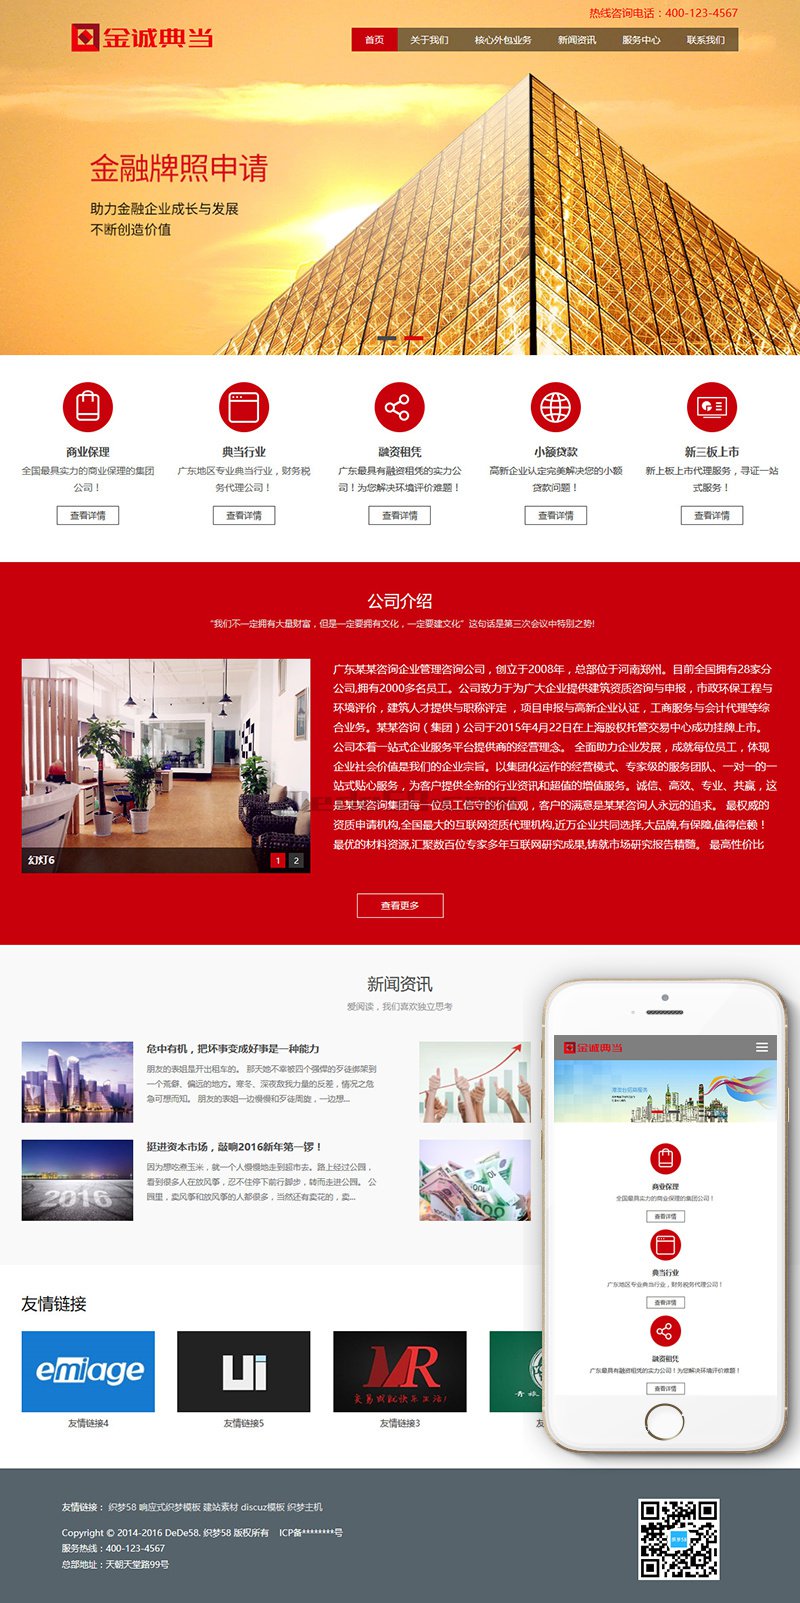 热线咨询电话：400-123-4567
金诚典当
首页 关于我们 核心外包业务 新闻资讯 服务中心 联系我们
金融牌照申请
助力金融企业成长与发展
不断创造价值
商业保理
全国最具实力的商业保理的集团
公司！
查看详情
典当行业
广东地区专业典当行业，财务税
务代理公司！
查看详情
融资租凭
广东最具有融资租凭的实力公
司！为您解决环境评价难题！
查看详情
小额贷款
高新企业认定完美解决您的小额
贷款问题！
查看详情
新三板上市
新上板上市代理服务，寻证一站
式服务！
查看详情
公司介绍
“我们不一定拥有大量财富，但是一定要拥有文化，一定要建文化”这句话是第三次会议中特别之势!
幻灯6
1 2
广东某某咨询企业管理咨询公司，创立于2008年，总部位于河南郑州。目前全国拥有28家分
公司,拥有2000多名员工。公司致力于为广大企业提供建筑资质咨询与申报，市政环保工程与
环境评价，建筑人才提供与职称评定 ，项目申报与高新企业认证，工商服务与会计代理等综
合业务。某某咨询（集团）公司于2015年4月22日在上海股权托管交易中心成功挂牌上市。
公司本看一站式企业服务平台提供商的经营理念。 全面助力企业发展，成就每位员工，体现
企业社会价值是我们的企业宗旨。以集团化运作的经营模式、专家级的服务团队、一对一的一
站式贴心服务，为客户提供全新的行业资讯和超值的增值服务。诚信、高效、专业、共赢，这
是某某咨询集团每一位员工信守的价值观，客户的满意是某某咨询人永远的追求。 最权威的
资质申请机构,全国最大的互联网资质代理机构,近万企业共同选择,大品牌,有保障,值得信赖！
最优的材料资源,汇聚数百位专家多年互联网研究成果,铸就市场研究报告精髓。 最高性价比
查看更多
新闻资讯
爱阅读，我们喜欢独立思考
危中有机，把坏事变成好事是一种能力
朋友的表姐是开出租车的。 那天她不幸被四个强悍的歹徒绑架到
一个荒僻、偏远的地方。寒冬、深夜敌我力量的反差，情况之危
急可想而知。 朋友的表姐一边慢慢和歹徒周旋，一边想...
2016
挺进资本市场，敲响2016新年第一锣！
因为想吃煮玉米，就一个人慢慢地走到超市去。路上经过公园，
看到很多人在放风筝，忍不住停下前行脚步，转而走进公园。 公
园里，卖风筝和放风筝的人都很多，当然还有卖花的，卖...
金诚典当
商业保理
全国最具实力的商业保理的集团公司！
查看详情
典当行业
广东地区专业典当行业，财务税务代理公司！
查看详情
融资租凭
广东最具有融资租凭的实力公司！为您解决环境评价难题！
查看详情
友情链接
emiage
友情链接4
Ui
友情链接5
MR
交易成就快乐生活!
友情链接3
友
友情链接： 织梦58 响应式织梦模板 建站素材 discuz模板 织梦主机
Copyright © 2014-2016 DeDe58. 织梦58 版权所有 ICP备********号
服务热线：400-123-4567
总部地址：天朝天堂路99号
织梦58